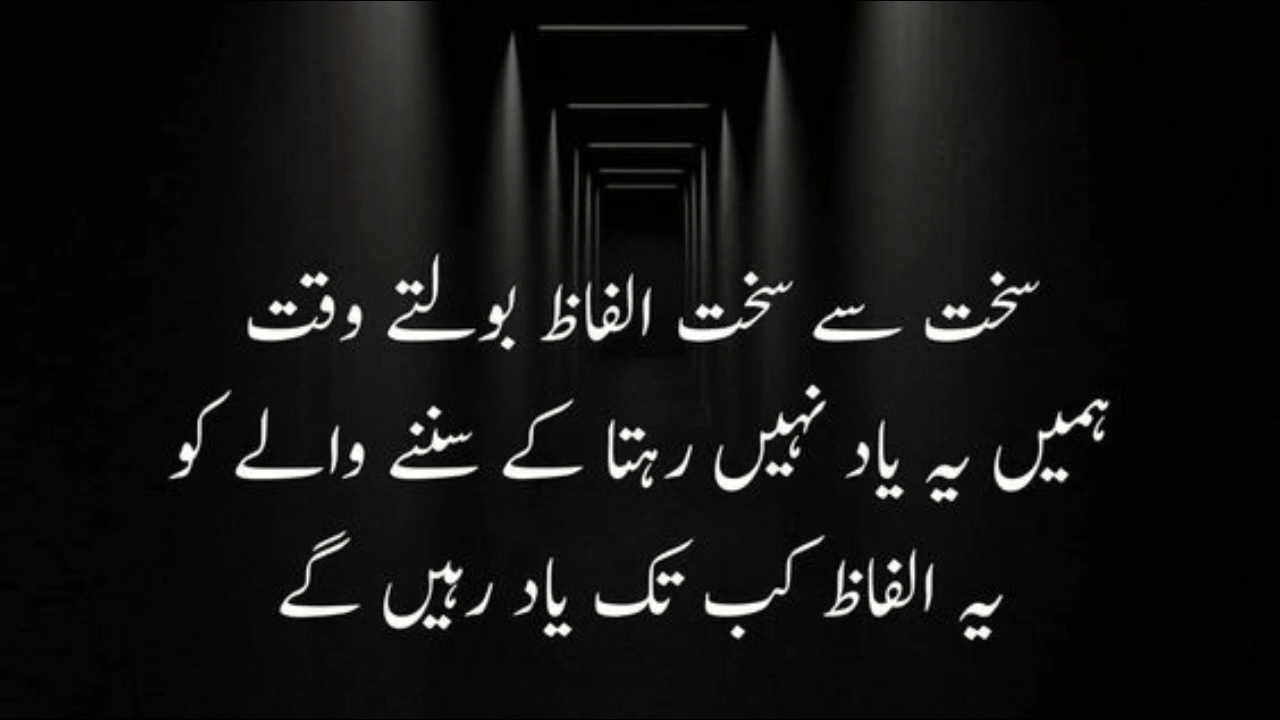 سخت سے سخت الفاظ بولتے وقت
ہمیں یہ یاد نہیں رہتا کے سننے والے کو
یہ الفاظ کب تک یاد رہیں گے